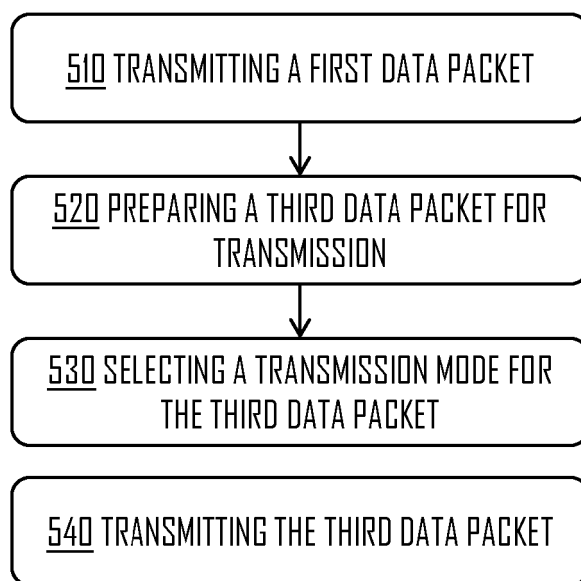 510 TRANSMITTING A FIRST DATA PACKET
520 PREPARING A THIRD DATA PACKET FOR
TRANSMISSION
530 SELECTING A TRANSMISSION MODE FOR
THE THIRD DATA PACKET
540 TRANSMITTING THE THIRD DATA PACKET